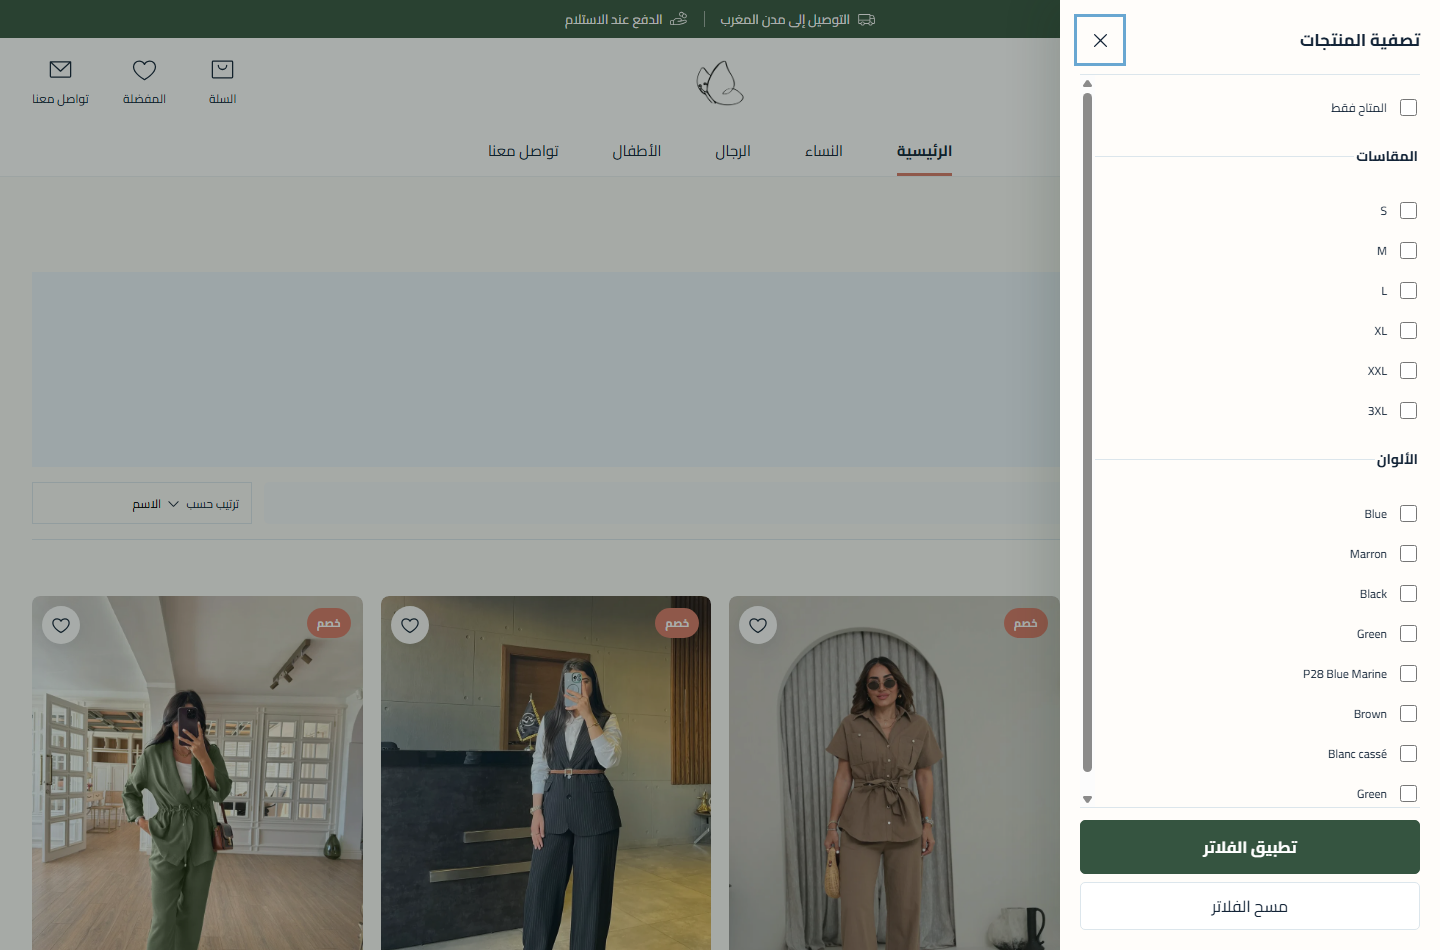 التوصيل إلى مدن المغرب
الدفع عند الاستلام
السلة
المفضلة
تواصل معنا
الرئيسية
النساء
الرجال
الأطفال
تواصل معنا
ترتيب حسب
الاسم
خصم
خصم
خصم
تصفية المنتجات
المتاح فقط
المقاسات
S
M
L
XL
XXL
3XL
الألوان
Blue
Marron
Black
Green
P28 Blue Marine
Brown
Blanc cassé
Green
تطبيق الفلاتر
مسح الفلاتر